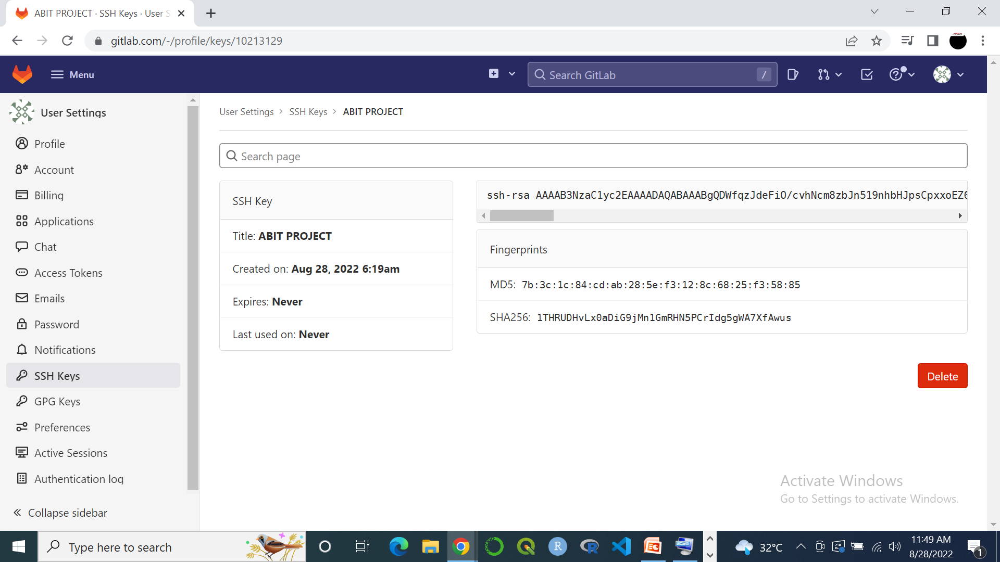 ABIT PROJECT · SSH Keys · User S
gitlab.com/-/profile/keys/10213129
Menu
Search GitLab
/
User Settings
Profile
Account
Billing
Applications
Chat
Access Tokens
Emails
Password
Notifications
SSH Keys
GPG Keys
Preferences
Active Sessions
Authentication log
Collapse sidebar
User Settings > SSH Keys > ABIT PROJECT
Search page
SSH Key
Title: ABIT PROJECT
Created on: Aug 28, 2022 6:19am
Expires: Never
Last used on: Never
ssh-rsa AAAAB3NzaC1yc2EAAAADAQABAAABgQDWfqzJdeFiO/cvhNcm8zbJn519nhbHJpsCpxxoEZ6
Fingerprints
MD5: 7b:3c:1c:84:cd:ab:28:5e:f3:12:8c:68:25:f3:58:85
SHA256: 1THRUDHvLx0aDiG9jMn1GmRHN5PCrIdg5gWA7XfAwus
Delete
Activate Windows
Go to Settings to activate Windows.
Type here to search
R
R
32°C
11:49 AM
8/28/2022
1